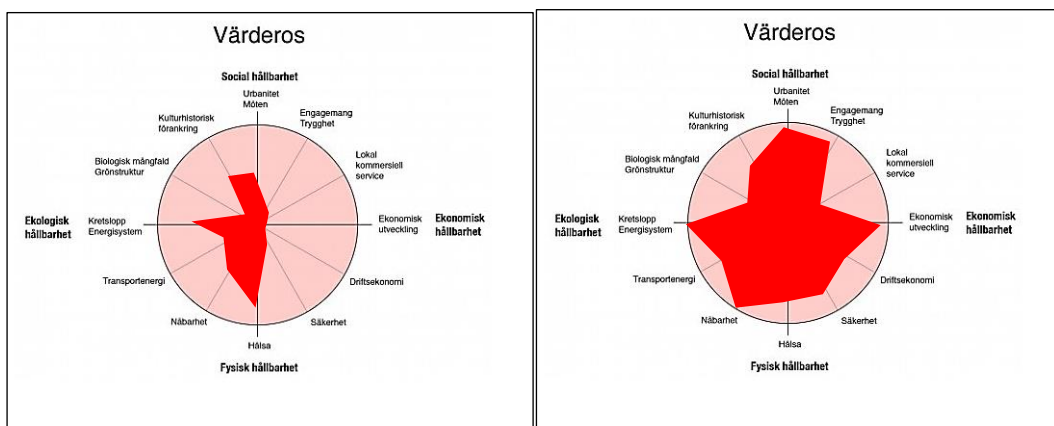 Värderos
Social hållbarhet
Urbanitet
Möten
Engagemang
Trygghet
Kulturhistorisk
förankring
Lokal
kommersiell
service
Biologisk mångfald
Grönstruktur
Ekologisk
hållbarhet
Kretslopp
Energisystem
Ekonomisk
utveckling
Ekonomisk
hållbarhet
Transportenergi
Driftsekonomi
Nåbarhet
Säkerhet
Hälsa
Fysisk hållbarhet
Värderos
Social hållbarhet
Urbanitet
Möten
Engagemang
Trygghet
Kulturhistorisk
förankring
Lokal
kommersiell
service
Biologisk mångfald
Grönstruktur
Ekologisk
hållbarhet
Kretslopp
Energisystem
Ekonomisk
utveckling
Ekonomisk
hållbarhet
Transportenergi
Driftsekonomi
Nåbarhet
Säkerhet
Hälsa
Fysisk hållbarhet